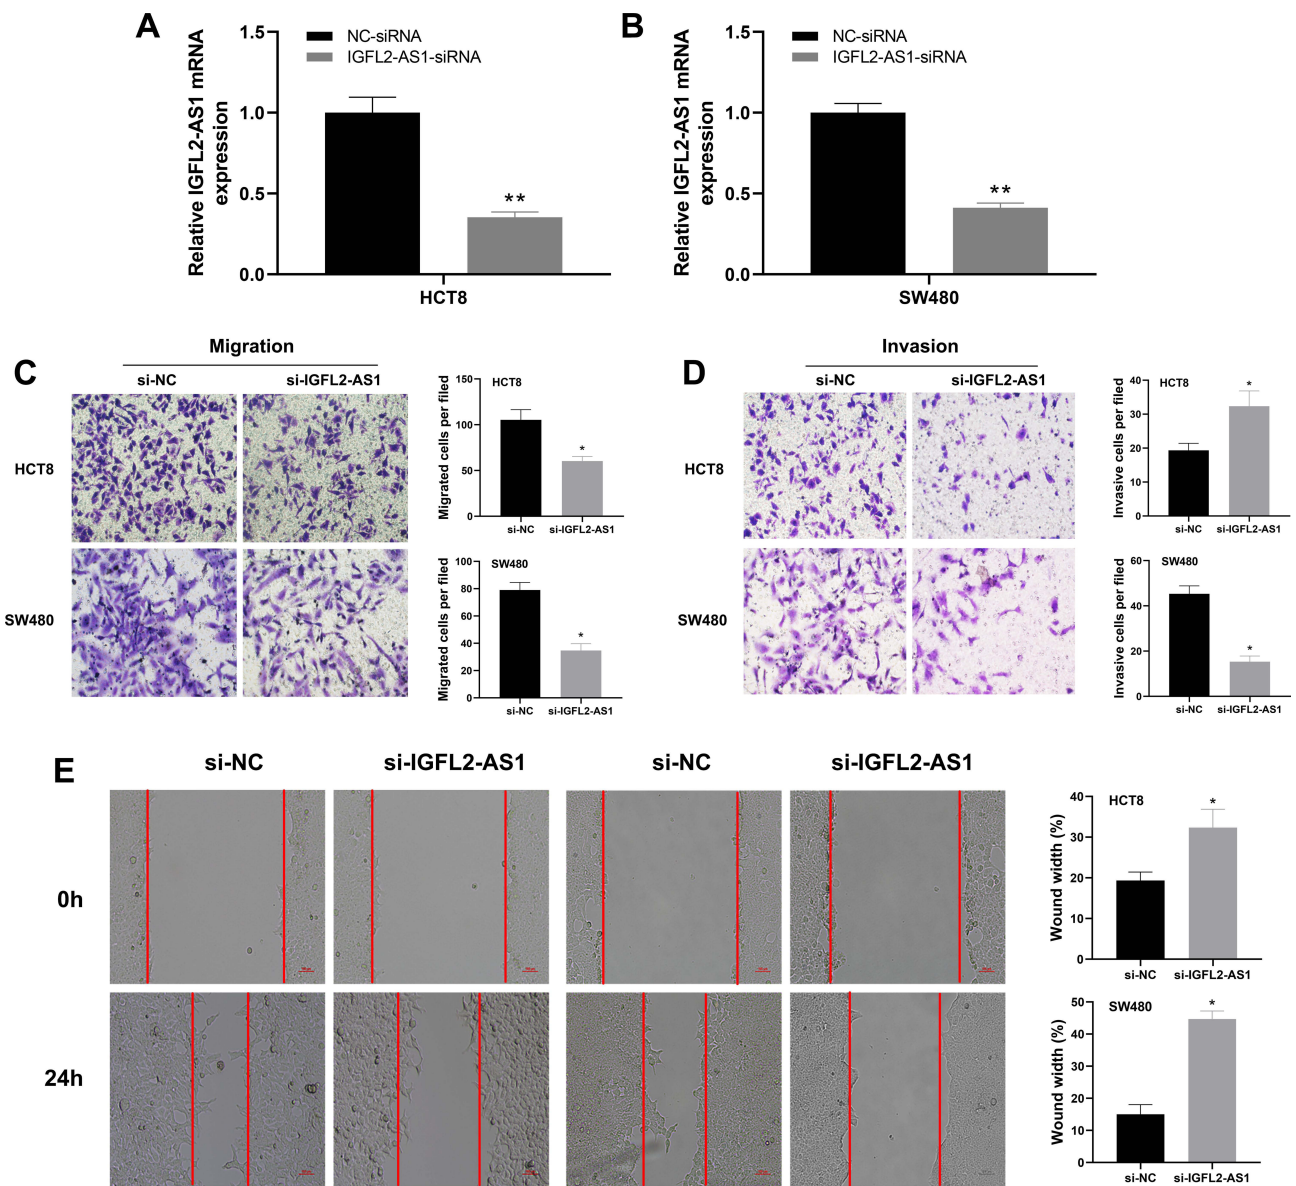 A
Relative IGFL2-AS1 mRNA
expression
1.5
1.0
0.5
0.0
NC-siRNA
IGFL2-AS1-siRNA
**
HCT8
B
Relative IGFL2-AS1 mRNA
expression
1.5
1.0
0.5
0.0
NC-siRNA
IGFL2-AS1-siRNA
**
SW480
C
Migration
si-NC
si-IGFL2-AS1
HCT8
SW480
Migrated cells per filed
150
100
50
0
HCT8
*
si-NC
si-IGFL2-AS1
Migrated cells per filed
100
80
60
40
20
0
SW480
*
si-NC
si-IGFL2-AS1
D
Invasion
si-NC
si-IGFL2-AS1
HCT8
SW480
Invasive cells per filed
40
30
20
10
0
HCT8
*
si-NC
si-IGFL2-AS1
Invasive cells per filed
60
40
20
0
SW480
*
si-NC
si-IGFL2-AS1
E
si-NC
si-IGFL2-AS1
si-NC
si-IGFL2-AS1
0h
24h
Wound width (%)
40
30
20
10
0
HCT8
*
si-NC
si-IGFL2-AS1
Wound width (%)
50
40
30
20
10
0
SW480
*
si-NC
si-IGFL2-AS1